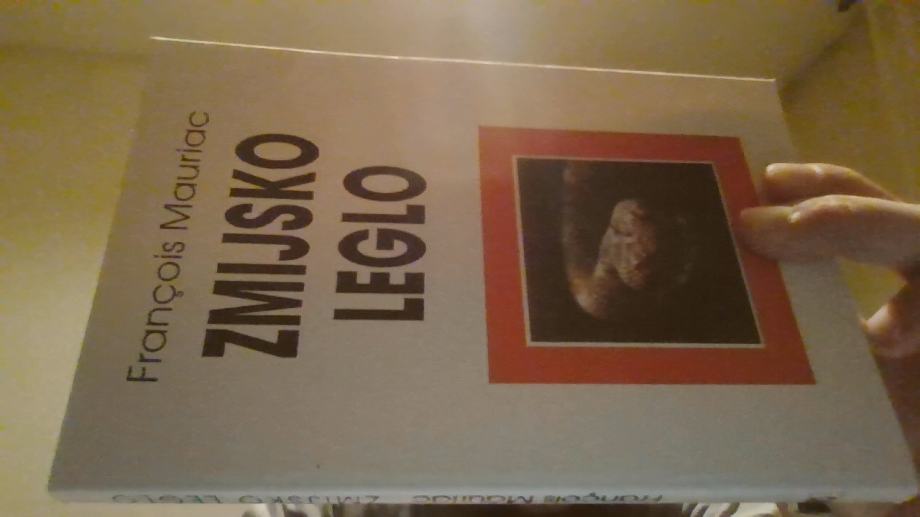 François Mauriac
ZMIJSKO
LEGLO
François Mauriac ZMIJSKO LEGLO